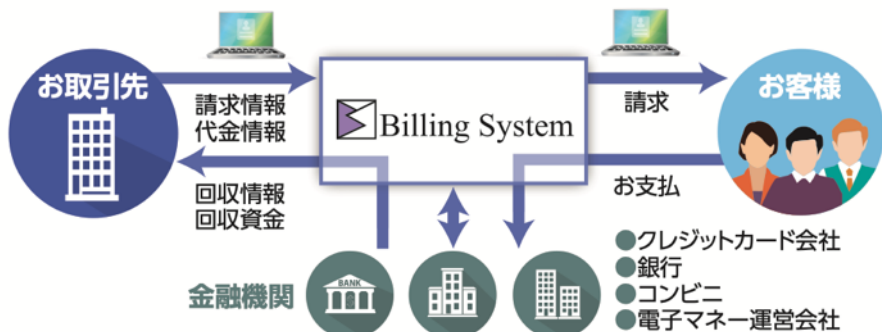 お取引先
請求情報
代金情報
Billing System
請求
お客様
回収情報
回収資金
お支払
金融機関
BANK
●クレジットカード会社
●銀行
●コンビニ
●電子マネー運営会社